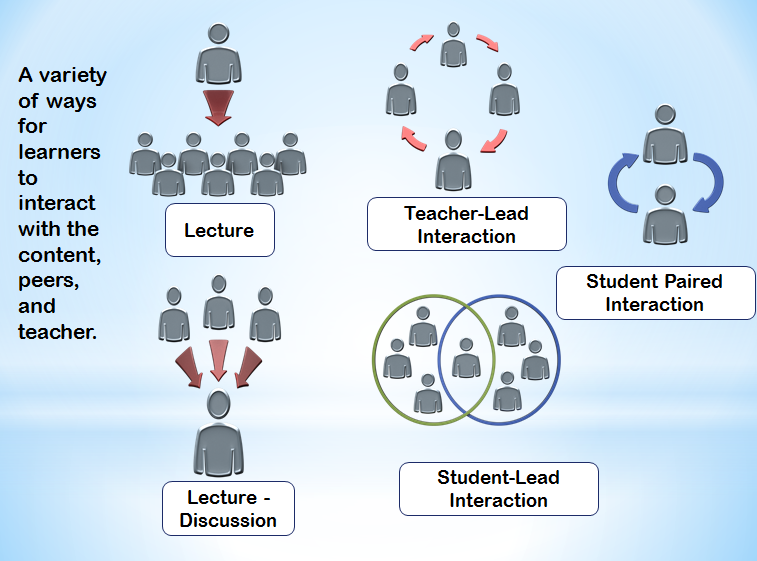 A variety
of ways
for
learners
to
interact
with the
content,
peers,
and
teacher.
Lecture
Teacher-Lead
Interaction
Student Paired
Interaction
Lecture -
Discussion
Student-Lead
Interaction